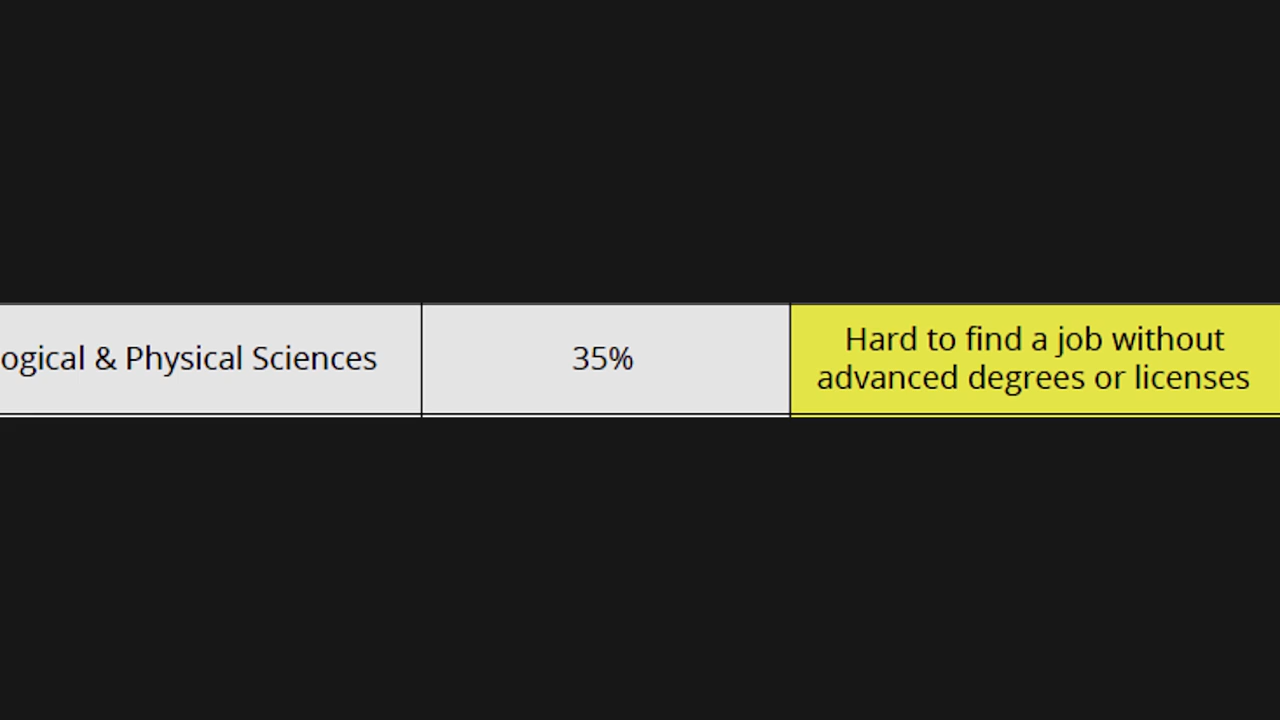 ogical & Physical Sciences
35%
Hard to find a job without
advanced degrees or licenses